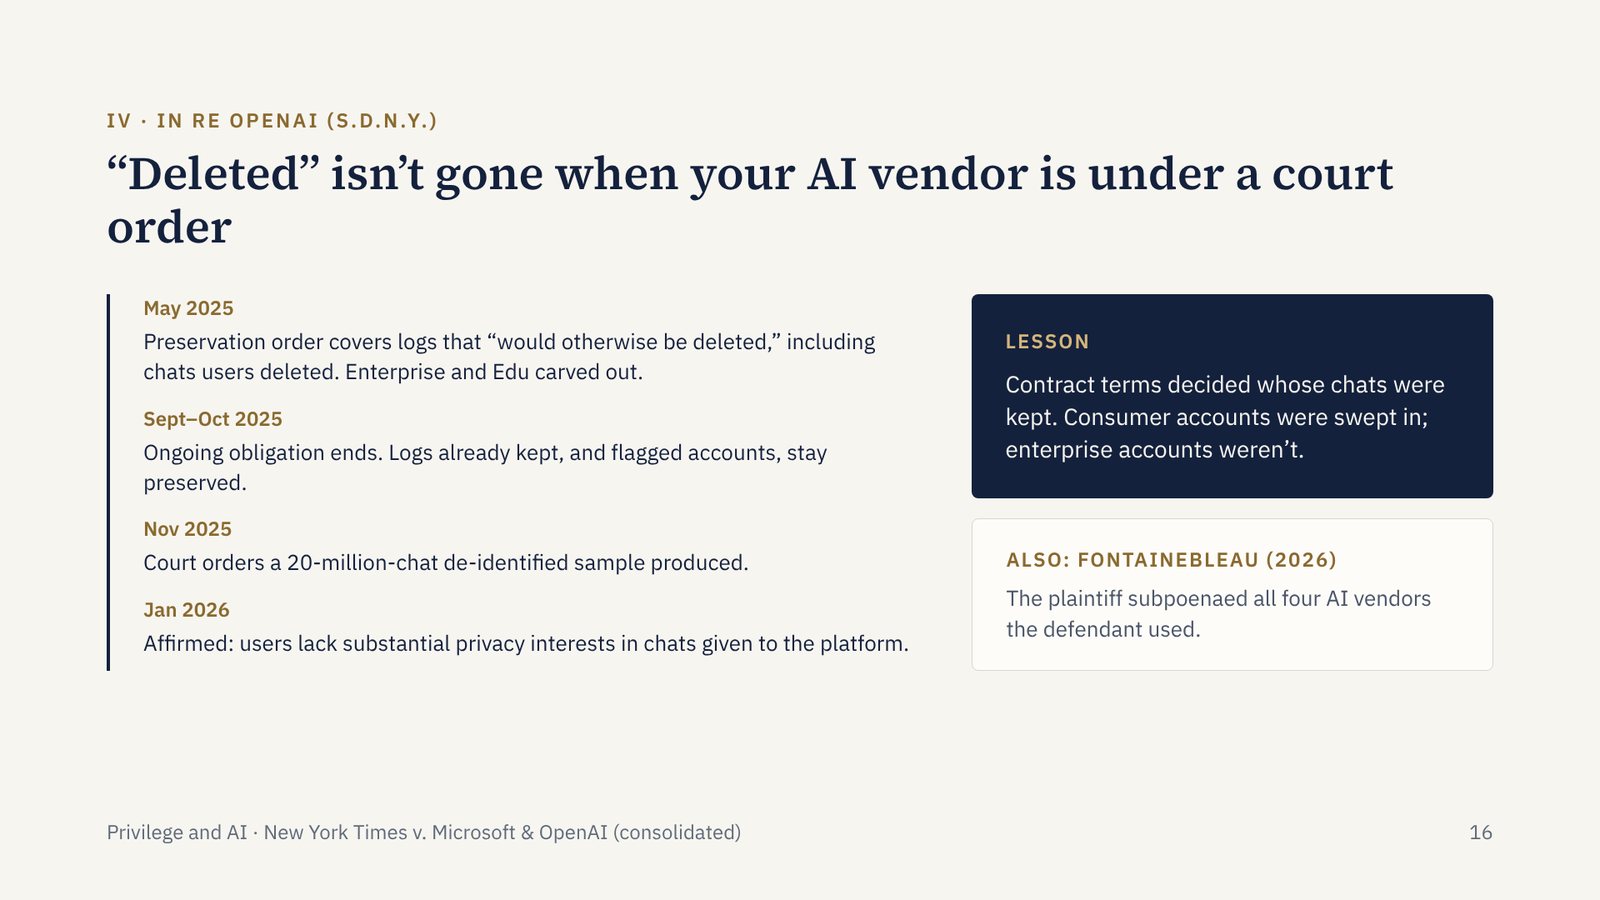 IV · IN RE OPENAI (S.D.N.Y.)
“Deleted” isn’t gone when your AI vendor is under a court
order
May 2025
Preservation order covers logs that “would otherwise be deleted,” including
chats users deleted. Enterprise and Edu carved out.
Sept–Oct 2025
Ongoing obligation ends. Logs already kept, and flagged accounts, stay
preserved.
Nov 2025
Court orders a 20-million-chat de-identified sample produced.
Jan 2026
Affirmed: users lack substantial privacy interests in chats given to the platform.
LESSON
Contract terms decided whose chats were
kept. Consumer accounts were swept in;
enterprise accounts weren’t.
ALSO: FONTAINEBLEAU (2026)
The plaintiff subpoenaed all four AI vendors
the defendant used.
Privilege and AI · New York Times v. Microsoft & OpenAI (consolidated)
16